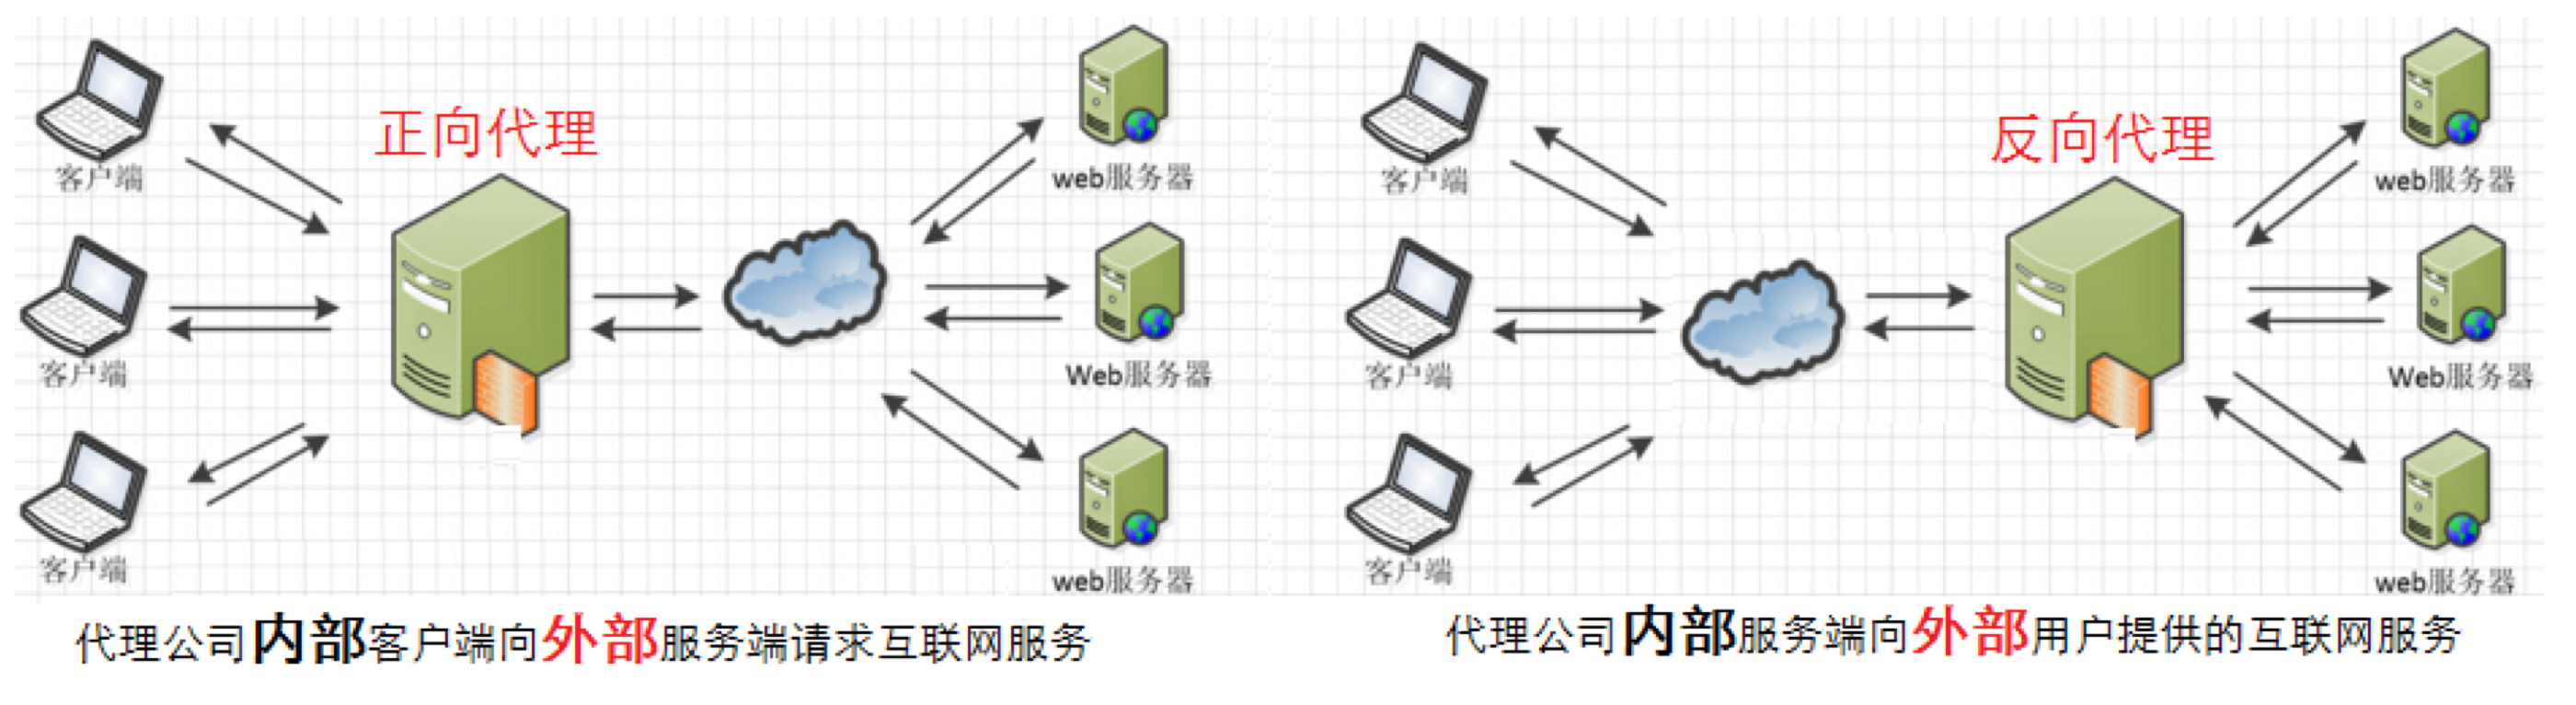 正向代理
客户端
客户端
客户端
web服务器
Web服务器
web服务器
代理公司内部客户端向外部服务端请求互联网服务
反向代理
客户端
客户端
客户端
web服务器
Web服务器
web服务器
代理公司内部服务端向外部用户提供的互联网服务